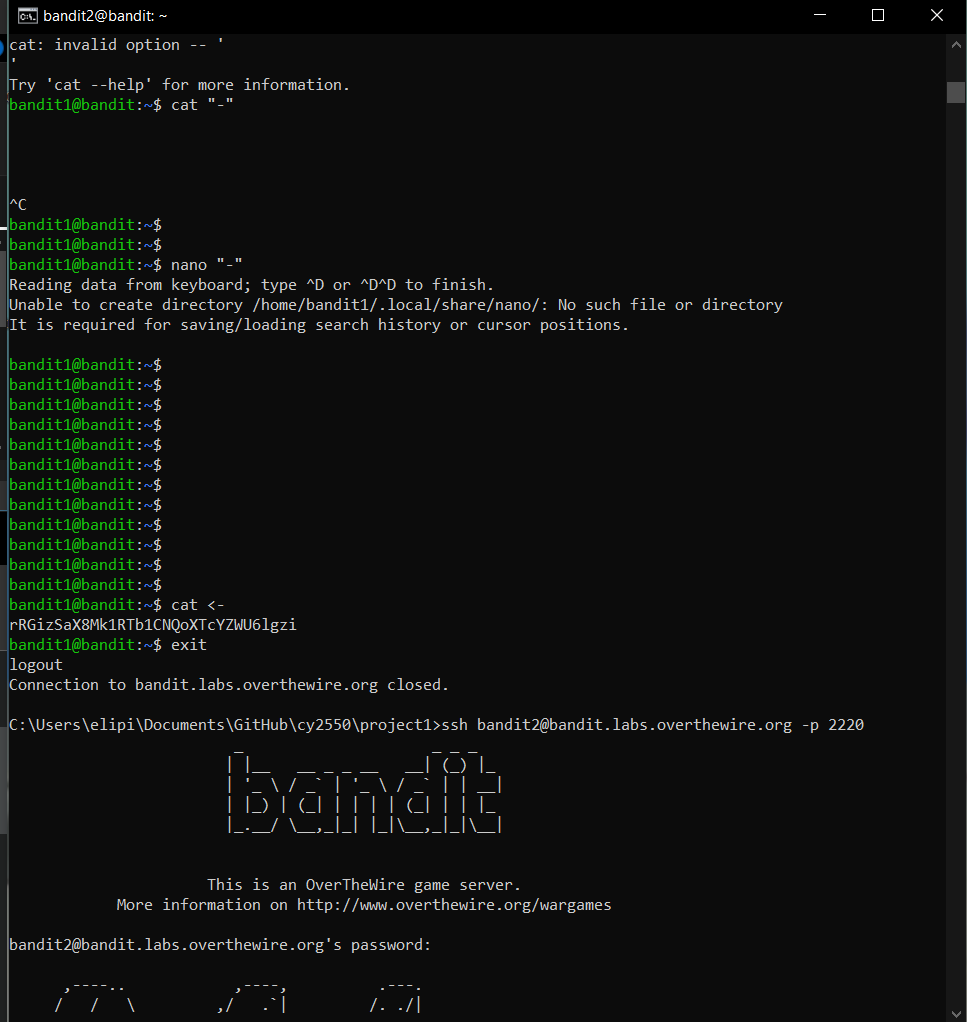 bandit2@bandit: ~
cat: invalid option -- '
'
Try 'cat --help' for more information.
bandit1@bandit:~$ cat "-"
^C
bandit1@bandit:~$
bandit1@bandit:~$
bandit1@bandit:~$ nano "-"
Reading data from keyboard; type ^D or ^D^D to finish.
Unable to create directory /home/bandit1/.local/share/nano/: No such file or directory
It is required for saving/loading search history or cursor positions.
bandit1@bandit:~$
bandit1@bandit:~$
bandit1@bandit:~$
bandit1@bandit:~$
bandit1@bandit:~$
bandit1@bandit:~$
bandit1@bandit:~$
bandit1@bandit:~$
bandit1@bandit:~$
bandit1@bandit:~$
bandit1@bandit:~$
bandit1@bandit:~$
bandit1@bandit:~$ cat <-
rRGizSaX8Mk1RTb1CNQoXTcYZWU6lgzi
bandit1@bandit:~$ exit
logout
Connection to bandit.labs.overthewire.org closed.
C:\Users\elipi\Documents\GitHub\cy2550\project1>ssh bandit2@bandit.labs.overthewire.org -p 2220
bandit
This is an OverTheWire game server.
More information on http://www.overthewire.org/wargames
bandit2@bandit.labs.overthewire.org's password: